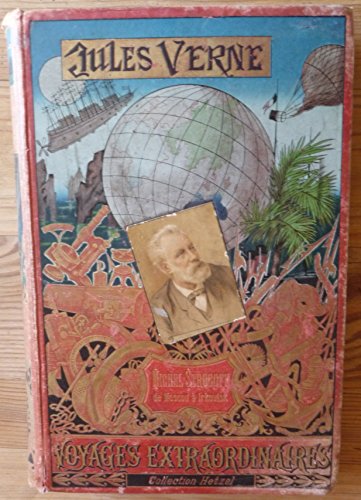 JULES VERNE
Michel Strogoff
de Moscou à Irkoutsk
VOYAGES EXTRAORDINAIRES
Collection Hetzel